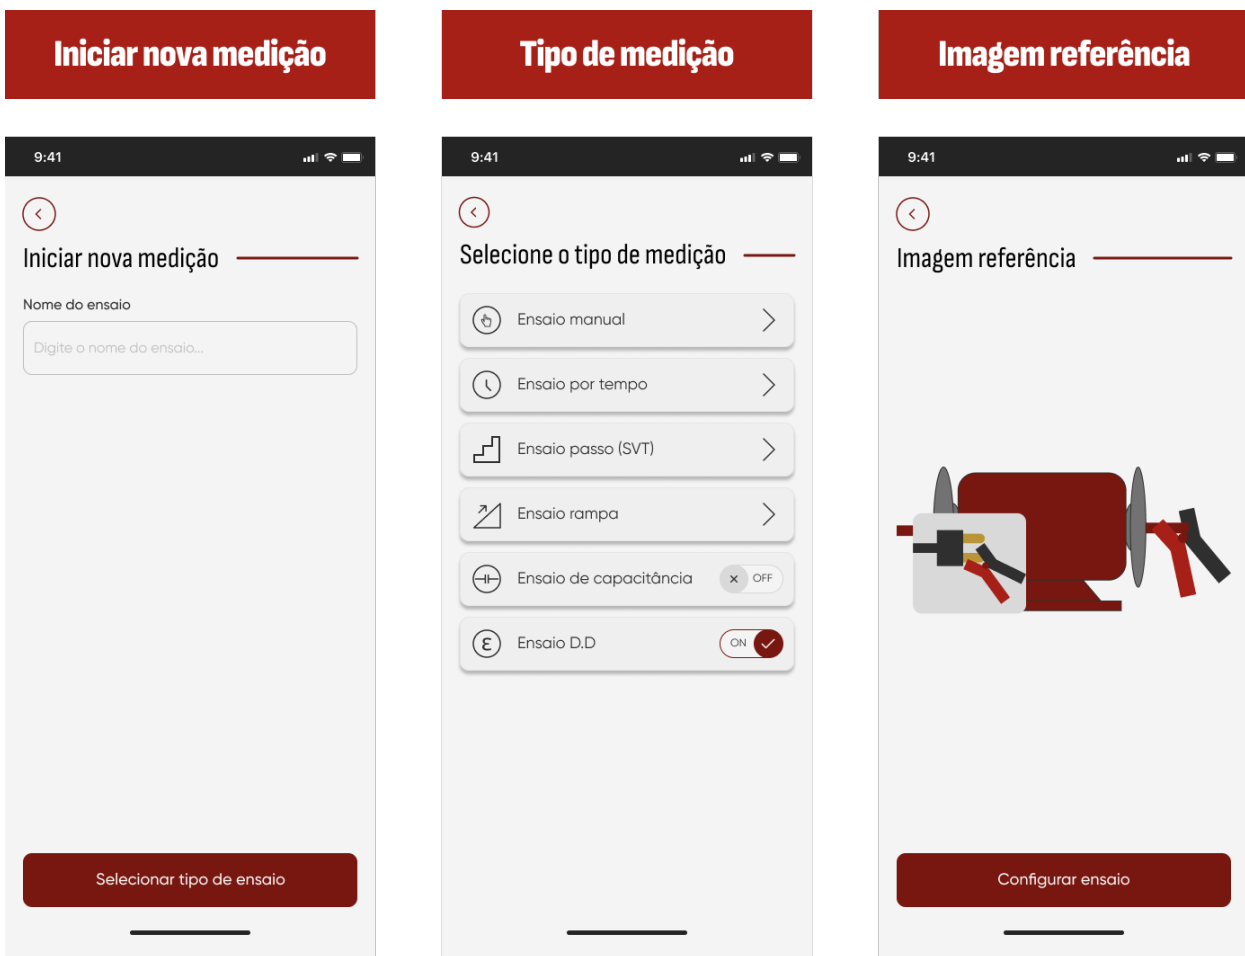 Iniciar nova medição
9:41
Iniciar nova medição
Nome do ensaio
Digite o nome do ensaio...
Selecionar tipo de ensaio
Tipo de medição
9:41
Selecione o tipo de medição
Ensaio manual
Ensaio por tempo
Ensaio passo (SVT)
Ensaio rampa
Ensaio de capacitância
OFF
Ensaio D.D
ON
Imagem referência
9:41
Imagem referência
Configurar ensaio